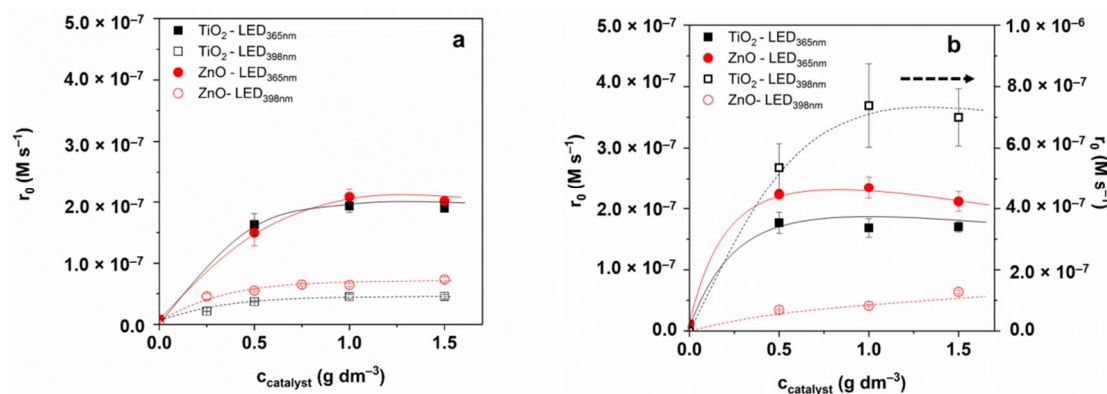 a
5.0 × 10⁻⁷
4.0 × 10⁻⁷
3.0 × 10⁻⁷
2.0 × 10⁻⁷
1.0 × 10⁻⁷
0.0
r₀ (M s⁻¹)
TiO₂ - LED₃₆₅ₙₘ
TiO₂ - LED₃₉₈ₙₘ
ZnO - LED₃₆₅ₙₘ
ZnO- LED₃₉₈ₙₘ
0.0 0.5 1.0 1.5
c_catalyst (g dm⁻³)
b
5.0 × 10⁻⁷
4.0 × 10⁻⁷
3.0 × 10⁻⁷
2.0 × 10⁻⁷
1.0 × 10⁻⁷
0.0
r₀ (M s⁻¹)
TiO₂ - LED₃₆₅ₙₘ
ZnO - LED₃₆₅ₙₘ
TiO₂ - LED₃₉₈ₙₘ
ZnO - LED₃₉₈ₙₘ
1.0 × 10⁻⁶
8.0 × 10⁻⁷
6.0 × 10⁻⁷
4.0 × 10⁻⁷
2.0 × 10⁻⁷
0.0
r₀ (M s⁻¹)
0.0 0.5 1.0 1.5
c_catalyst (g dm⁻³)